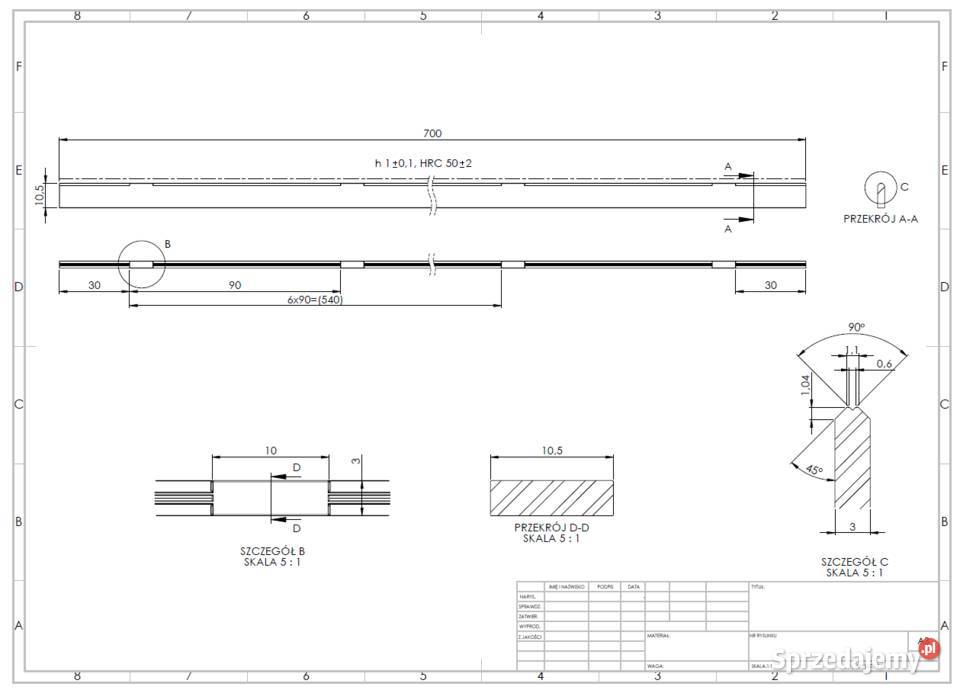 8 7 6 5 4 3 2 1
F F
700
h 1±0,1, HRC 50±2
E E
A
10,5
C
A
PRZEKRÓJ A-A
B
D D
30 90 30
6x90=(540)
90°
1,1
0,6
1,04
C C
10
3
D
10,5
45°
D
B B
PRZEKRÓJ D-D
SKALA 5 : 1
3
SZCZEGÓŁ B
SKALA 5 : 1
SZCZEGÓŁ C
SKALA 5 : 1
IMIĘ I NAZWISKO PODPIS DATA TYTUŁ:
NARYS.
SPRAWDZ.
ZATWIER.
WYPROD.
A A
Z.JAKOŚCI
MATERIAŁ: NR RYSUNKU
WAGA: SKALA:1:1
Sprzedajemy.pl
8 7 6 5 4 3 2 1